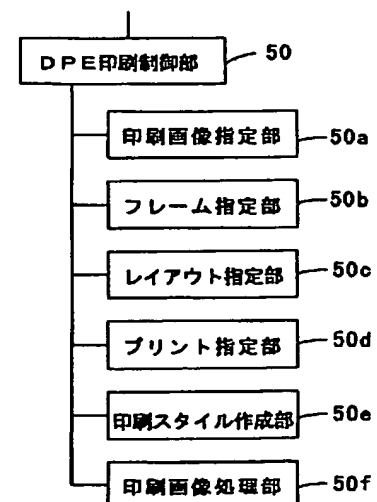 DPE印刷制御部 50
印刷画像指定部 50a
フレーム指定部 50b
レイアウト指定部 50c
プリント指定部 50d
印刷スタイル作成部 50e
印刷画像処理部 50f